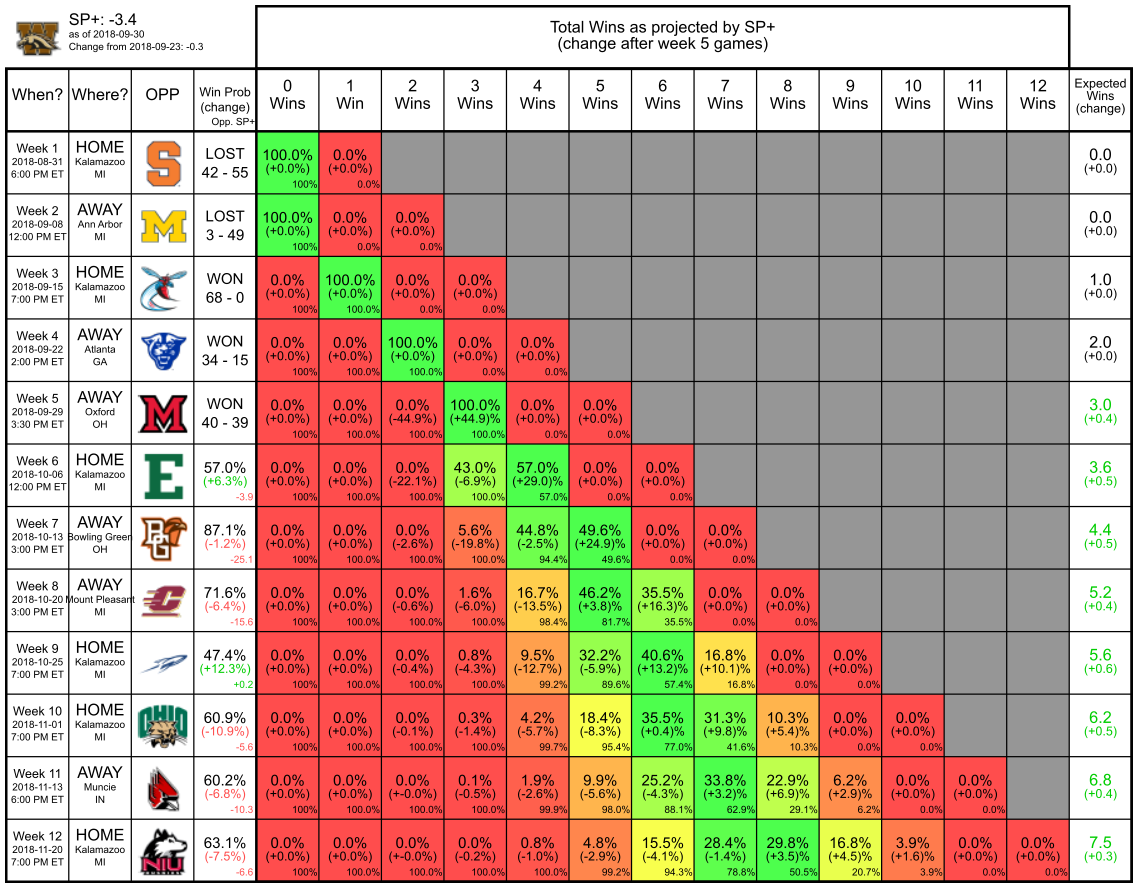 SP+: -3.4
as of 2018-09-30
Change from 2018-09-23: -0.3
Total Wins as projected by SP+
(change after week 5 games)
When? Where? OPP Win Prob (change) Opp. SP+ 0 Wins 1 Win 2 Wins 3 Wins 4 Wins 5 Wins 6 Wins 7 Wins 8 Wins 9 Wins 10 Wins 11 Wins 12 Wins Expected Wins (change)
Week 1 HOME S LOST 100.0% 0.0% 0.0
2018-08-31 Kalamazoo 42 - 55 (+0.0%) (+0.0%) (+0.0)
6:00 PM ET MI 100% 0.0%
Week 2 AWAY M LOST 100.0% 0.0% 0.0% 0.0
2018-09-08 Ann Arbor 3 - 49 (+0.0%) (+0.0%) (+0.0%) (+0.0)
12:00 PM ET MI 100% 0.0% 0.0%
Week 3 HOME WON 0.0% 100.0% 0.0% 0.0% 1.0
2018-09-15 Kalamazoo 68 - 0 (+0.0%) (+0.0%) (+0.0%) (+0.0%) (+0.0)
7:00 PM ET MI 100% 100.0% 0.0% 0.0%
Week 4 AWAY WON 0.0% 0.0% 100.0% 0.0% 0.0% 2.0
2018-09-22 Atlanta 34 - 15 (+0.0%) (+0.0%) (+0.0%) (+0.0%) (+0.0%) (+0.0)
2:00 PM ET GA 100% 100.0% 100.0% 0.0% 0.0%
Week 5 AWAY M WON 0.0% 0.0% 0.0% 100.0% 0.0% 0.0% 3.0
2018-09-29 Oxford 40 - 39 (+0.0%) (+0.0%) (-44.9%) (+44.9)% (+0.0%) (+0.0%) (+0.4)
3:30 PM ET OH 100% 100.0% 100.0% 100.0% 0.0% 0.0%
Week 6 HOME E 57.0% 0.0% 0.0% 0.0% 43.0% 57.0% 0.0% 0.0% 3.6
2018-10-06 Kalamazoo (+6.3%) (+0.0%) (+0.0%) (-22.1%) (-6.9%) (+29.0)% (+0.0%) (+0.0%) (+0.5)
12:00 PM ET MI -3.9 100% 100.0% 100.0% 100.0% 57.0% 0.0% 0.0%
Week 7 AWAY BG 87.1% 0.0% 0.0% 0.0% 5.6% 44.8% 49.6% 0.0% 0.0% 4.4
2018-10-13 Bowling Green (-1.2%) (+0.0%) (+0.0%) (-2.6%) (-19.8%) (-2.5%) (+24.9)% (+0.0%) (+0.0%) (+0.5)
3:00 PM ET OH -25.1 100% 100.0% 100.0% 100.0% 94.4% 49.6% 0.0% 0.0%
Week 8 AWAY C 71.6% 0.0% 0.0% 0.0% 1.6% 16.7% 46.2% 35.5% 0.0% 0.0% 5.2
2018-10-20 Mount Pleasant (-6.4%) (+0.0%) (+0.0%) (-0.6%) (-6.0%) (-13.5%) (+3.8)% (+16.3)% (+0.0%) (+0.0%) (+0.4)
3:00 PM ET MI -15.6 100% 100.0% 100.0% 100.0% 98.4% 81.7% 35.5% 0.0% 0.0%
Week 9 HOME 47.4% 0.0% 0.0% 0.0% 0.8% 9.5% 32.2% 40.6% 16.8% 0.0% 0.0% 5.6
2018-10-25 Kalamazoo (+12.3%) (+0.0%) (+0.0%) (-0.4%) (-4.3%) (-12.7%) (-5.9%) (+13.2)% (+10.1)% (+0.0%) (+0.0%) (+0.6)
7:00 PM ET MI +0.2 100% 100.0% 100.0% 100.0% 99.2% 89.6% 57.4% 16.8% 0.0% 0.0%
Week 10 HOME OHIO 60.9% 0.0% 0.0% 0.0% 0.3% 4.2% 18.4% 35.5% 31.3% 10.3% 0.0% 0.0% 6.2
2018-11-01 Kalamazoo (-10.9%) (+0.0%) (+0.0%) (-0.1%) (-1.4%) (-5.7%) (-8.3%) (+0.4)% (+9.8)% (+5.4)% (+0.0%) (+0.0%) (+0.5)
7:00 PM ET MI -5.6 100% 100.0% 100.0% 100.0% 99.7% 95.4% 77.0% 41.6% 10.3% 0.0% 0.0%
Week 11 AWAY 60.2% 0.0% 0.0% 0.0% 0.1% 1.9% 9.9% 25.2% 33.8% 22.9% 6.2% 0.0% 0.0% 6.8
2018-11-13 Muncie (-6.8%) (+0.0%) (+0.0%) (+-0.0%) (-0.5%) (-2.6%) (-5.6%) (-4.3%) (+3.2)% (+6.9)% (+2.9)% (+0.0%) (+0.0%) (+0.4)
6:00 PM ET IN -10.3 100% 100.0% 100.0% 100.0% 99.9% 98.0% 88.1% 62.9% 29.1% 6.2% 0.0% 0.0%
Week 12 HOME NIU 63.1% 0.0% 0.0% 0.0% 0.0% 0.8% 4.8% 15.5% 28.4% 29.8% 16.8% 3.9% 0.0% 0.0% 7.5
2018-11-20 Kalamazoo (-7.5%) (+0.0%) (+0.0%) (+-0.0%) (-0.2%) (-1.0%) (-2.9%) (-4.1%) (-1.4%) (+3.5)% (+4.5)% (+1.6)% (+0.0%) (+0.0%) (+0.3)
7:00 PM ET MI -6.6 100% 100.0% 100.0% 100.0% 100.0% 99.2% 94.3% 78.8% 50.5% 20.7% 3.9% 0.0% 0.0%